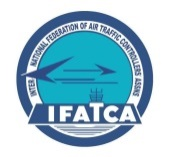 INTERNATIONAL FEDERATION OF AIR TRAFFIC CONTROLLERS ASSNS
IFATCA